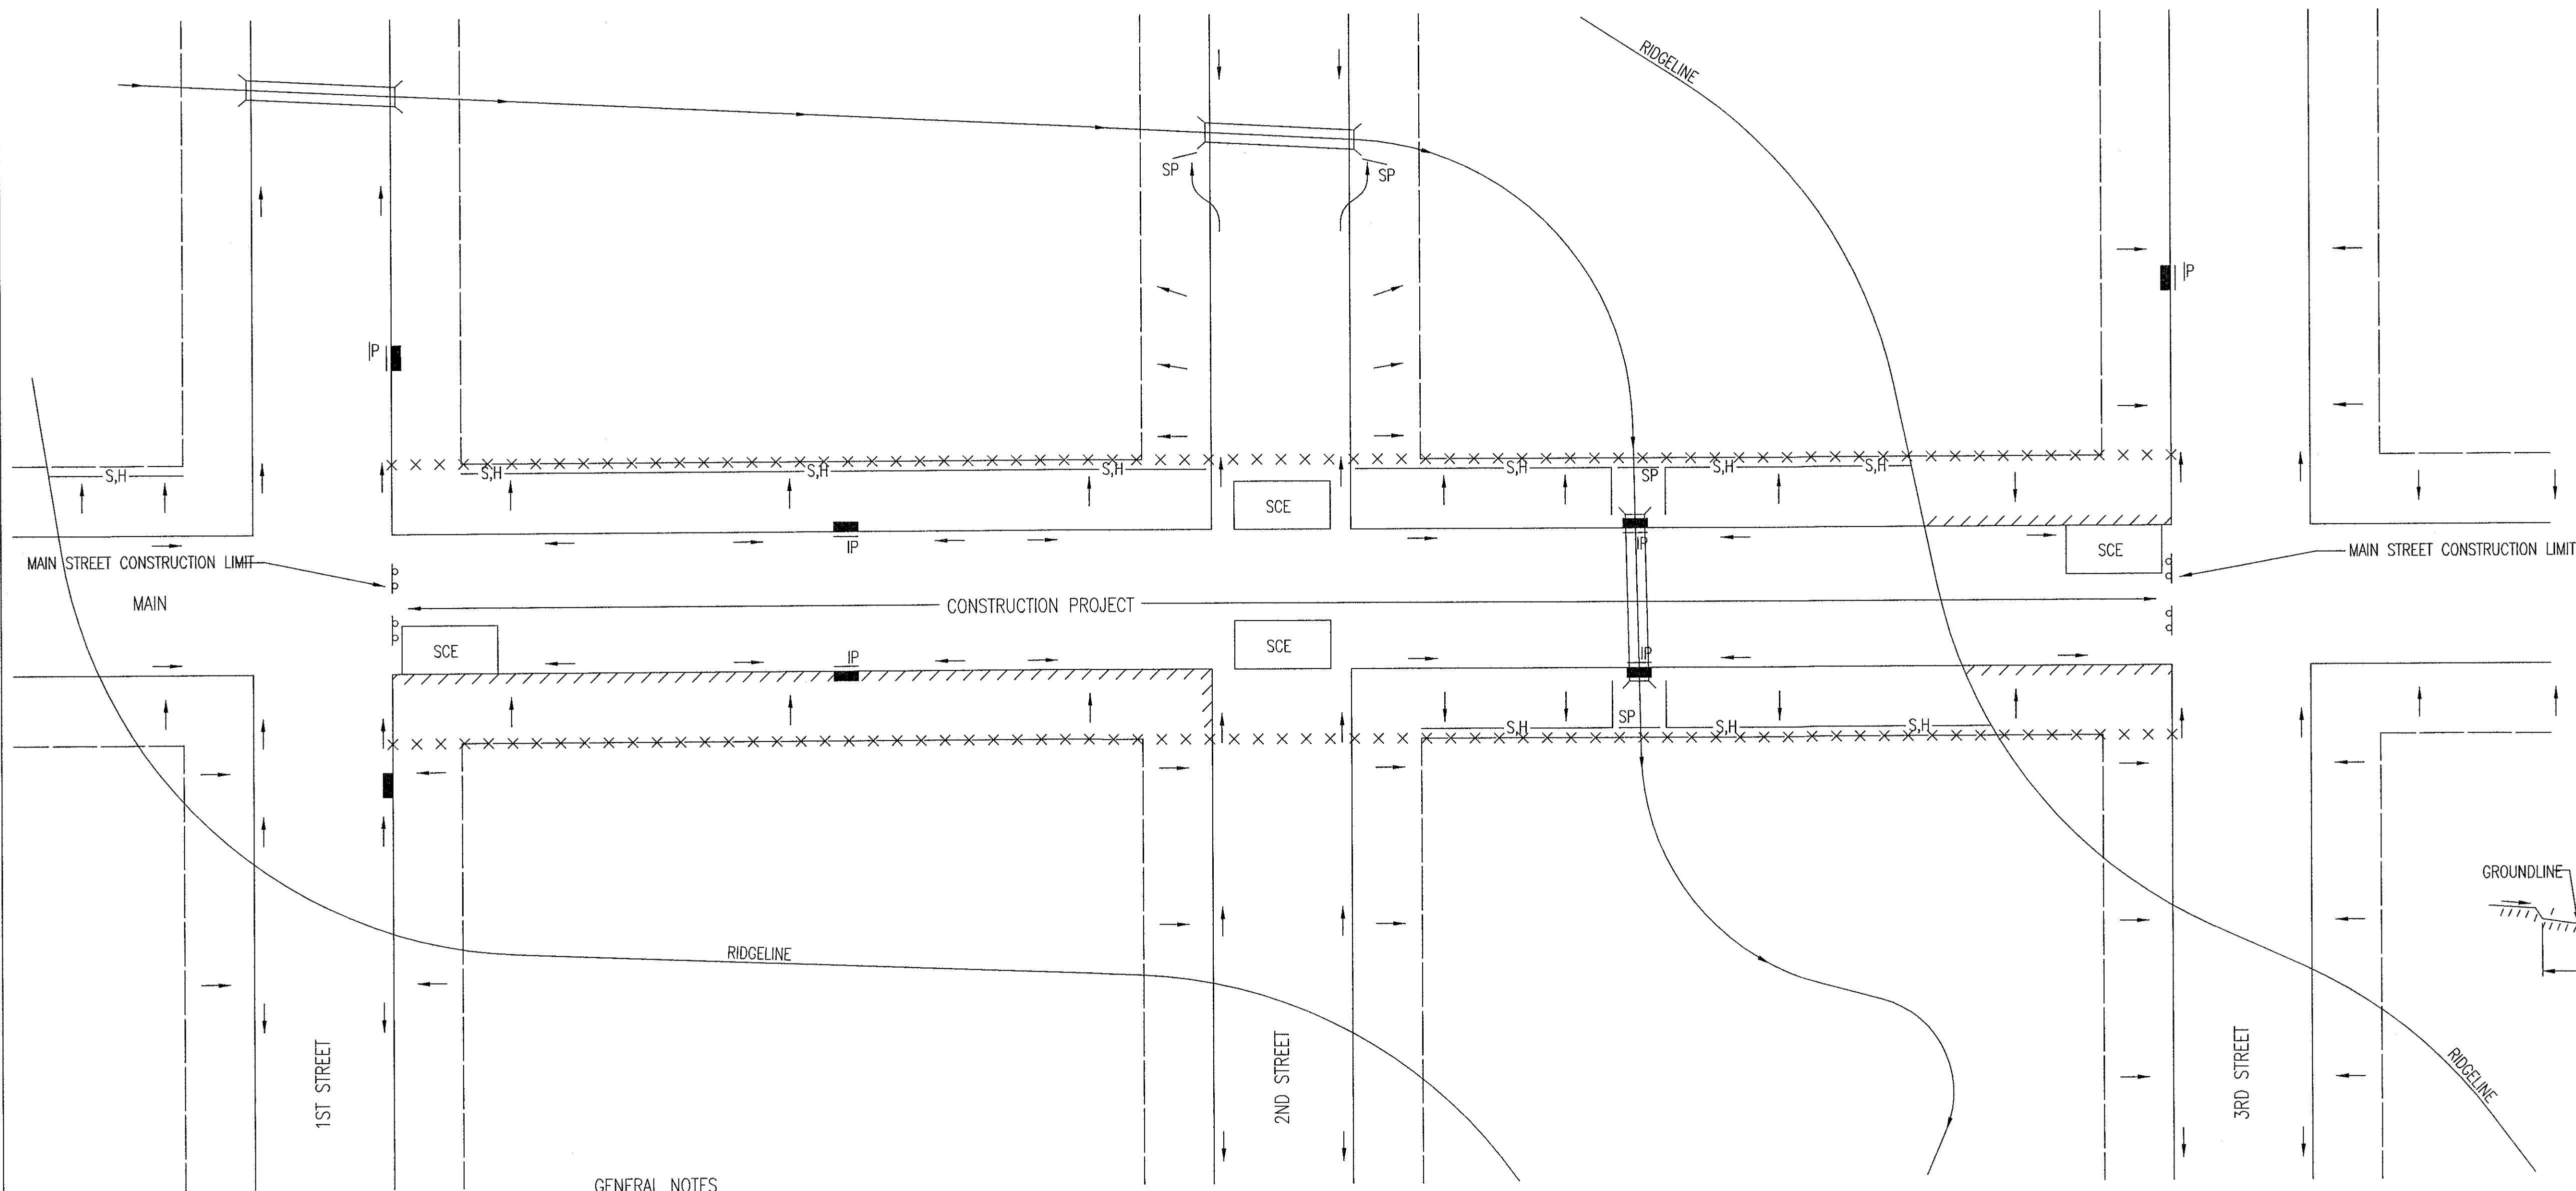 RIDGELINE
SP
SP
IP
IP
S,H
S,H
S,H
S,H
S,H
SP
S,H
S,H
SCE
MAIN STREET CONSTRUCTION LIMIT
IP
IP
SCE
MAIN STREET CONSTRUCTION LIMIT
MAIN
CONSTRUCTION PROJECT
SCE
IP
SCE
IP
S,H
SP
S,H
S,H
GROUNDLINE
RIDGELINE
1ST STREET
2ND STREET
3RD STREET
RIDGELINE
GENERAL NOTES